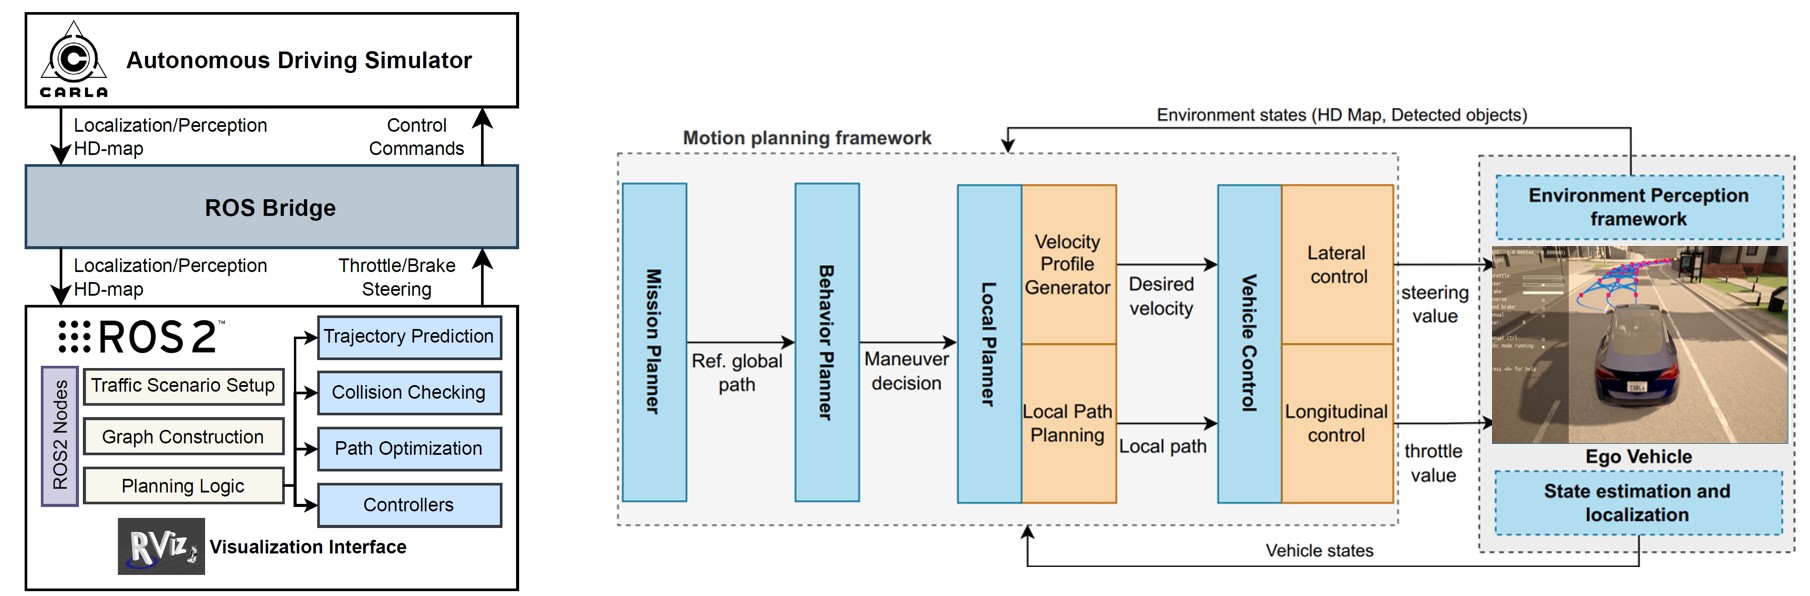 Autonomous Driving Simulator
CARLA
Localization/Perception
HD-map
Control
Commands
ROS Bridge
Localization/Perception
HD-map
Throttle/Brake
Steering
ROS 2™
ROS2 Nodes
Traffic Scenario Setup
Graph Construction
Planning Logic
Trajectory Prediction
Collision Checking
Path Optimization
Controllers
RViz
Visualization Interface
Environment states (HD Map, Detected objects)
Motion planning framework
Mission Planner
Ref. global
path
Behavior Planner
Maneuver
decision
Local Planner
Velocity
Profile
Generator
Local Path
Planning
Desired
velocity
Local path
Vehicle Control
Lateral
control
Longitudinal
control
steering
value
throttle
value
Environment Perception
framework
CARLA
Ego Vehicle
State estimation and
localization
Vehicle states